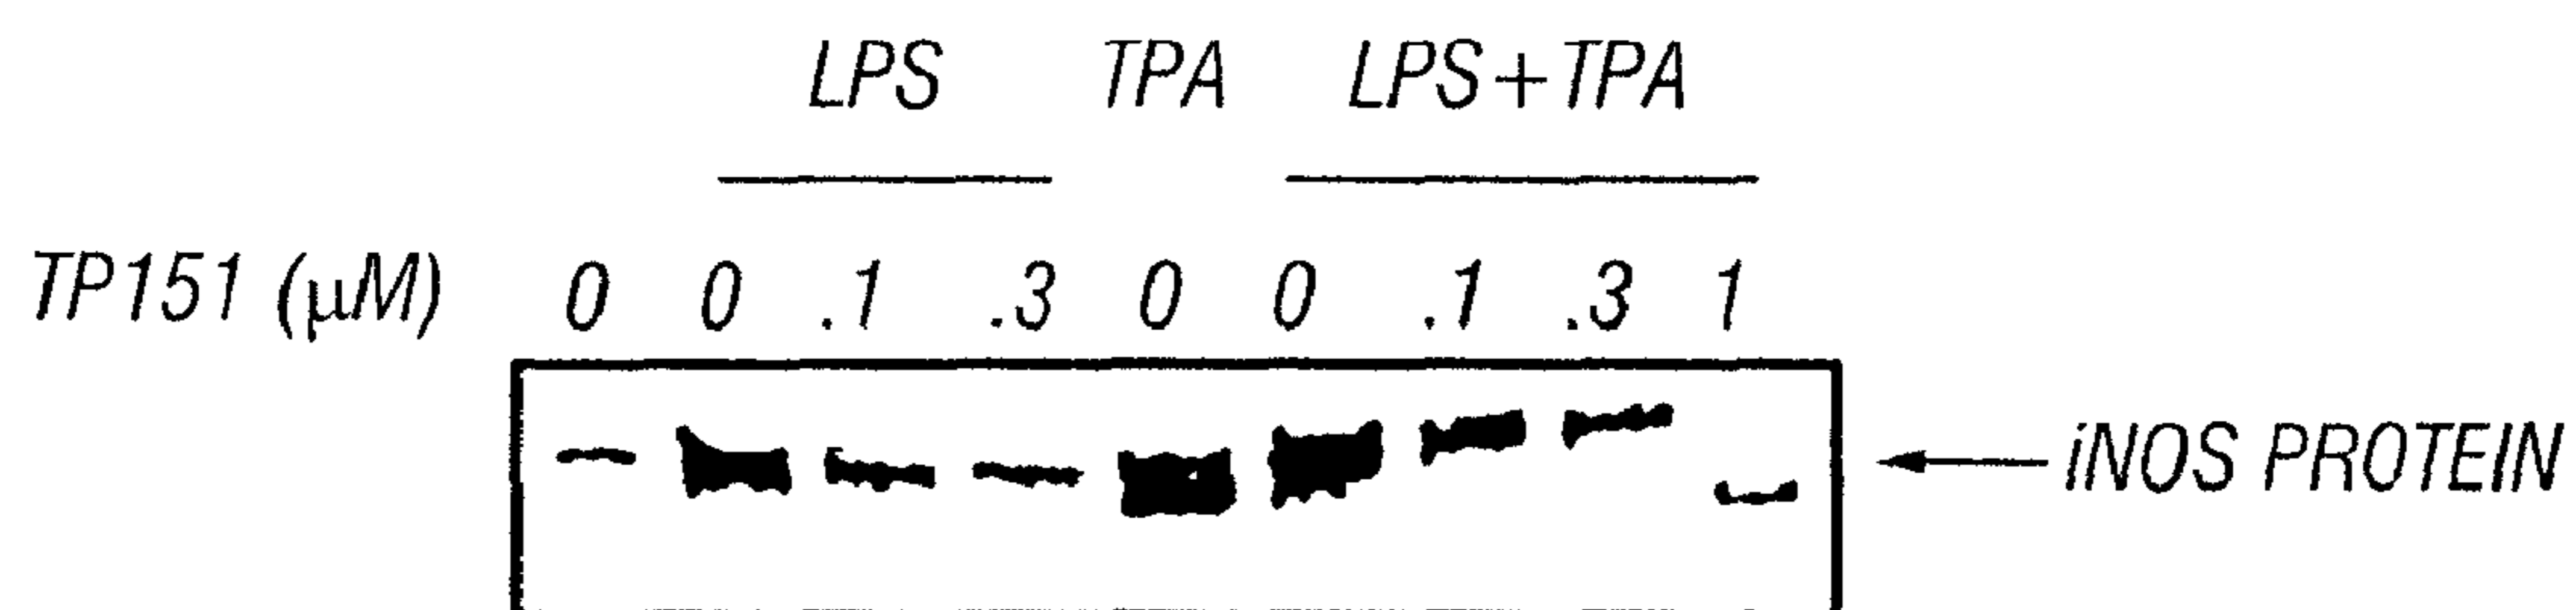 LPS TPA LPS+TPA
TP151 (µM) 0 0 .1 .3 0 0 .1 .3 1
iNOS PROTEIN